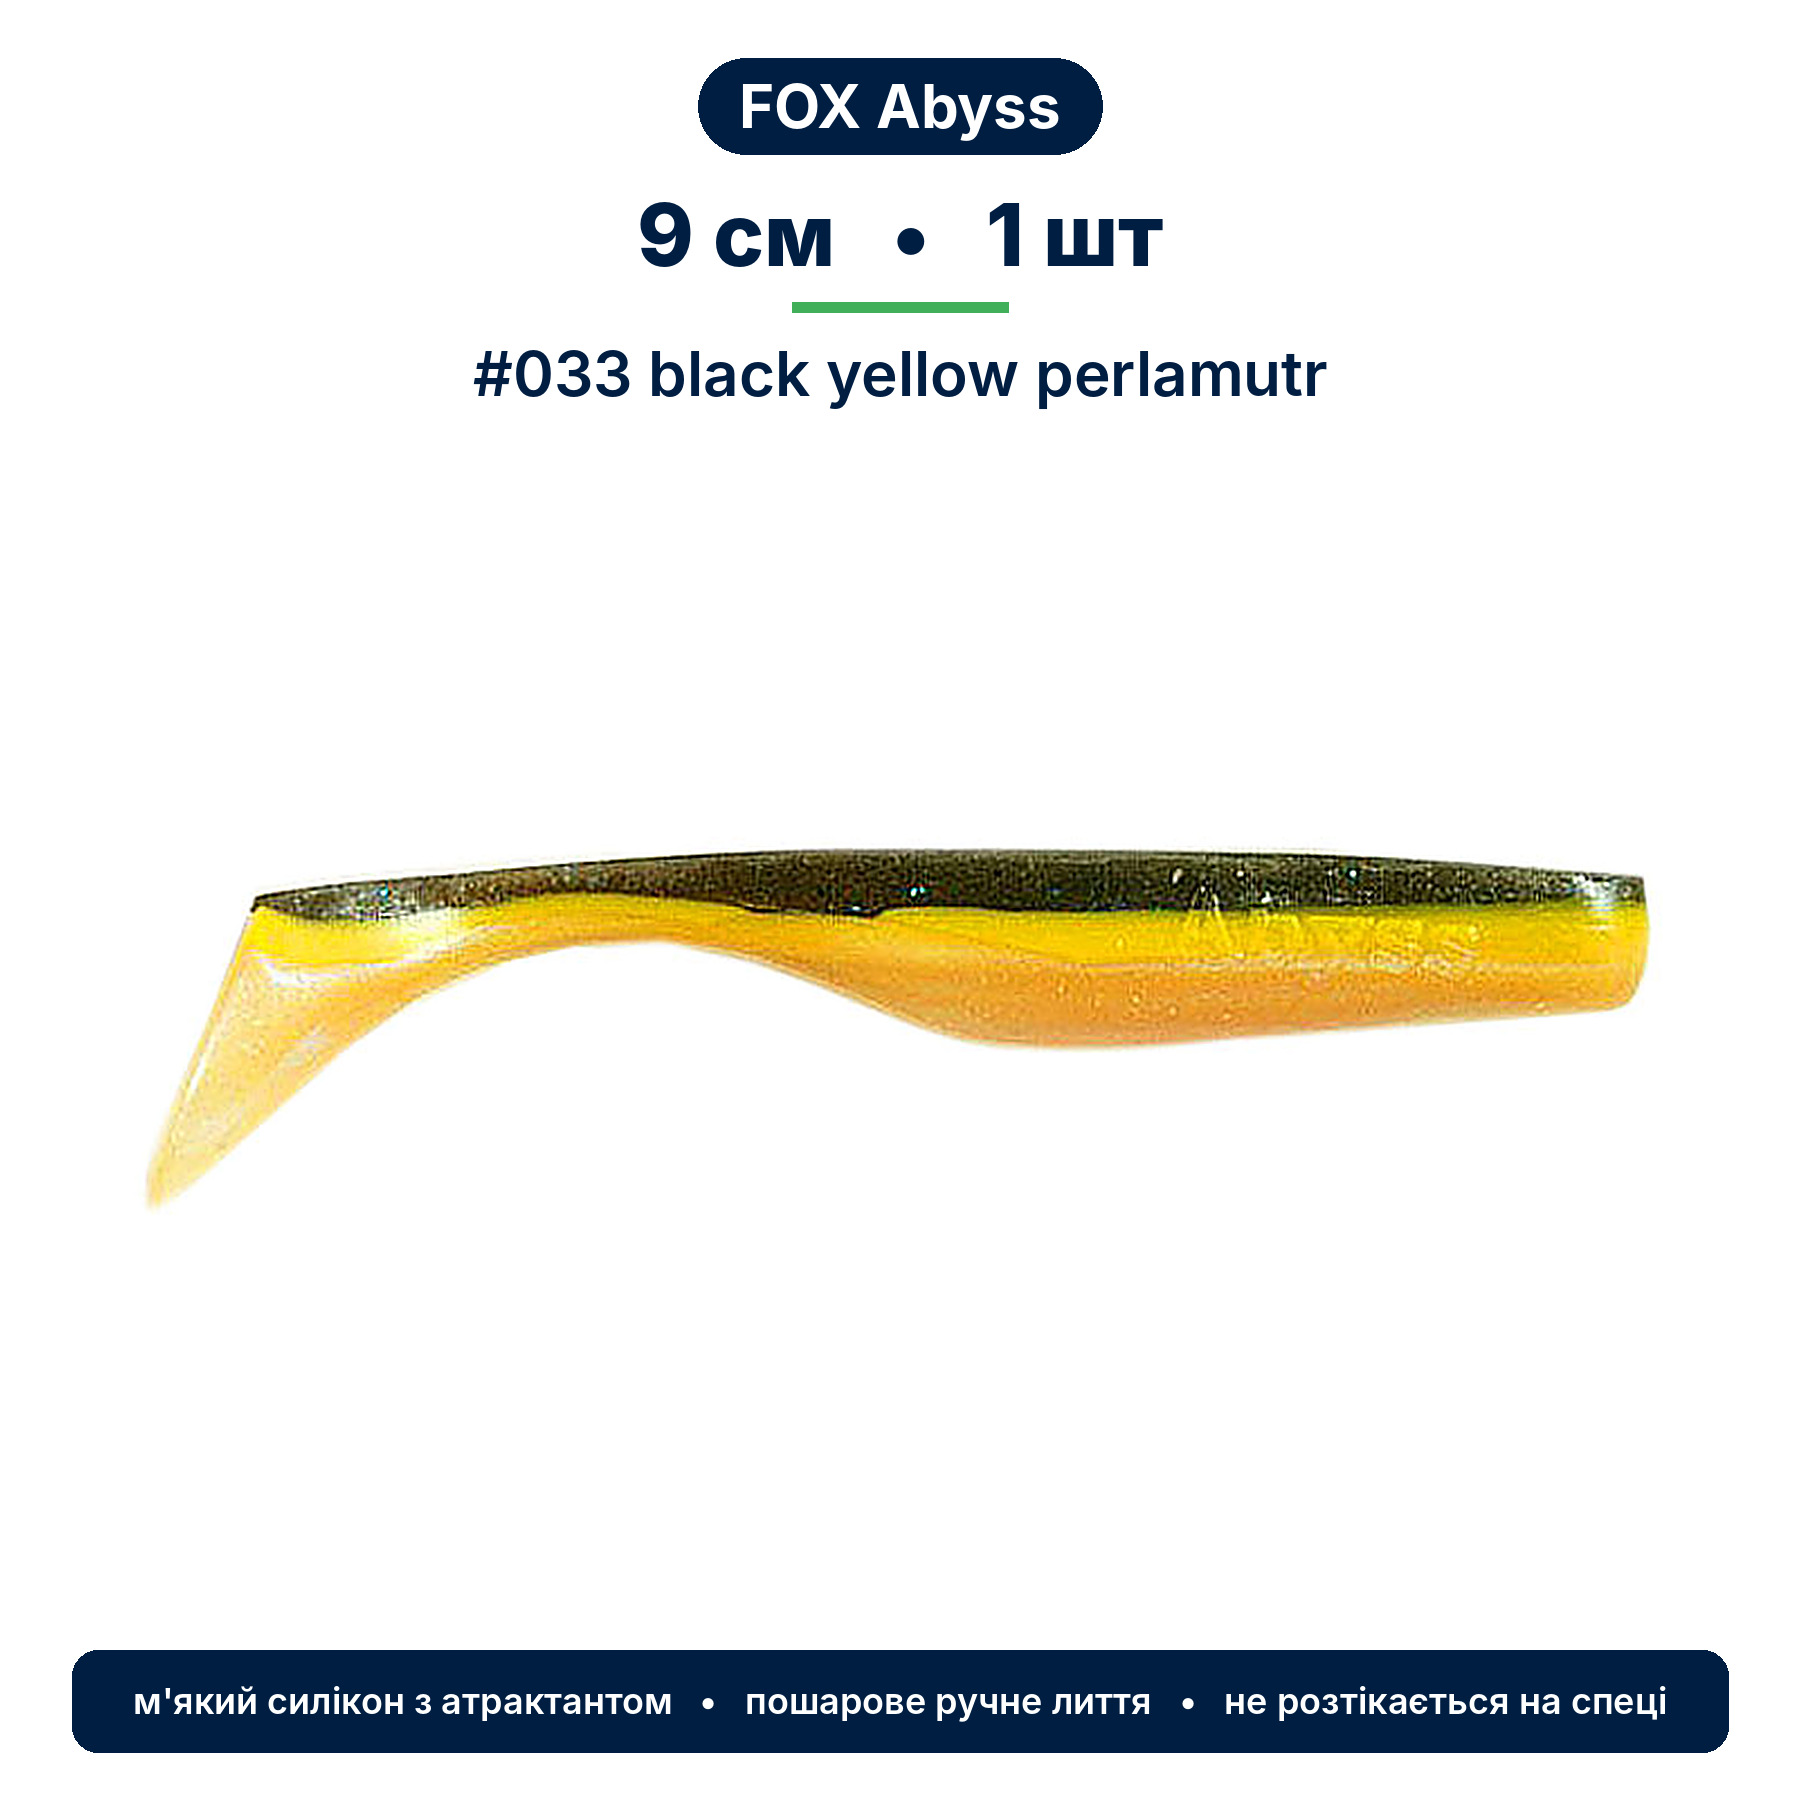 FOX Abyss
9 см • 1 шт
#033 black yellow perlamutr
м'який силікон з атрактантом • пошарове ручне лиття • не розтікається на спеці